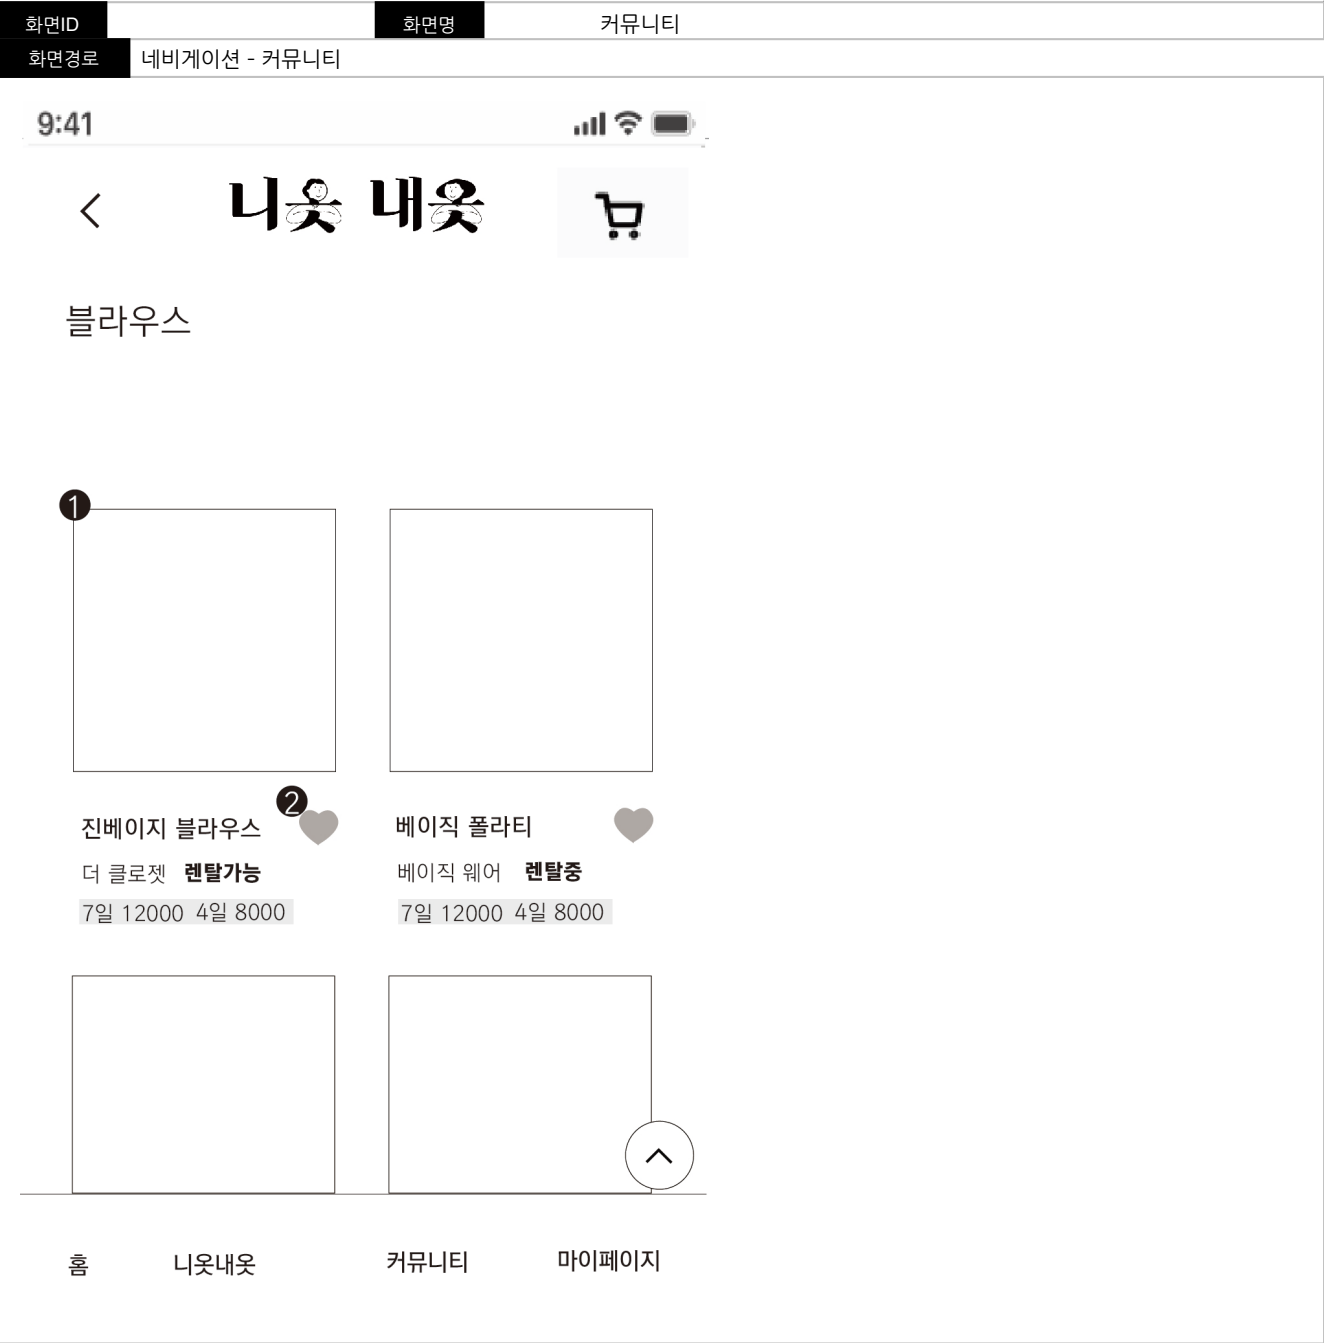 화면ID 화면명 커뮤니티
화면경로 네비게이션 - 커뮤니티
9:41
니옷 내옷
블라우스
1
2
진베이지 블라우스 베이직 폴라티
더 클로젯 렌탈가능 베이직 웨어 렌탈중
7일 12000 4일 8000 7일 12000 4일 8000
홈 니옷내옷 커뮤니티 마이페이지